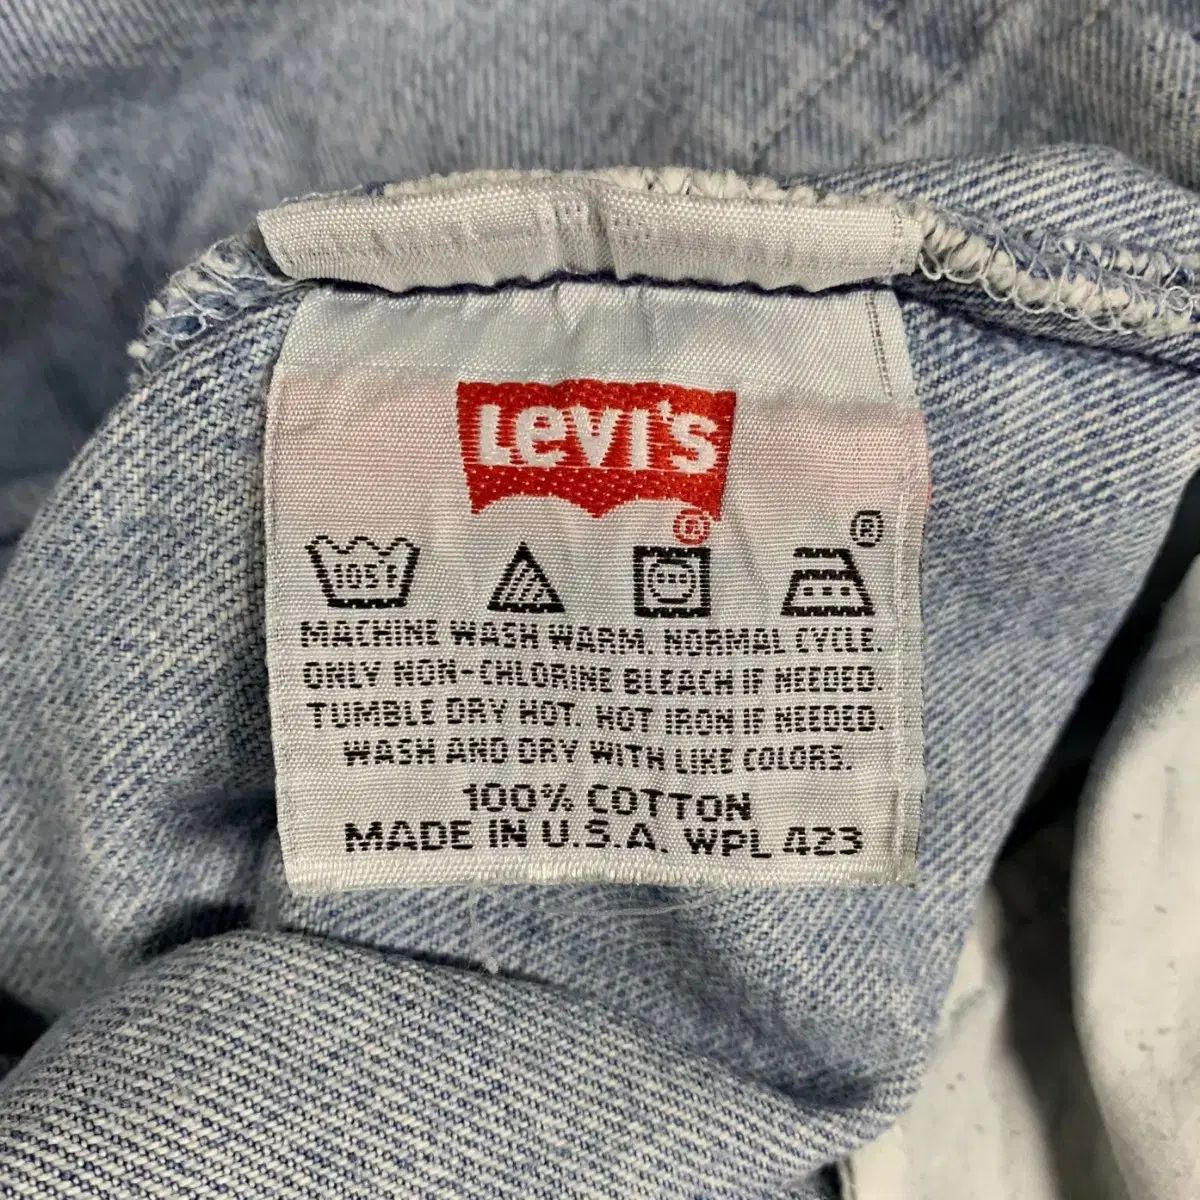 Levi's
®
®
105F
MACHINE WASH WARM. NORMAL CYCLE.
ONLY NON-CHLORINE BLEACH IF NEEDED.
TUMBLE DRY HOT. HOT IRON IF NEEDED.
WASH AND DRY WITH LIKE COLORS.
100% COTTON
MADE IN U.S.A. WPL 423